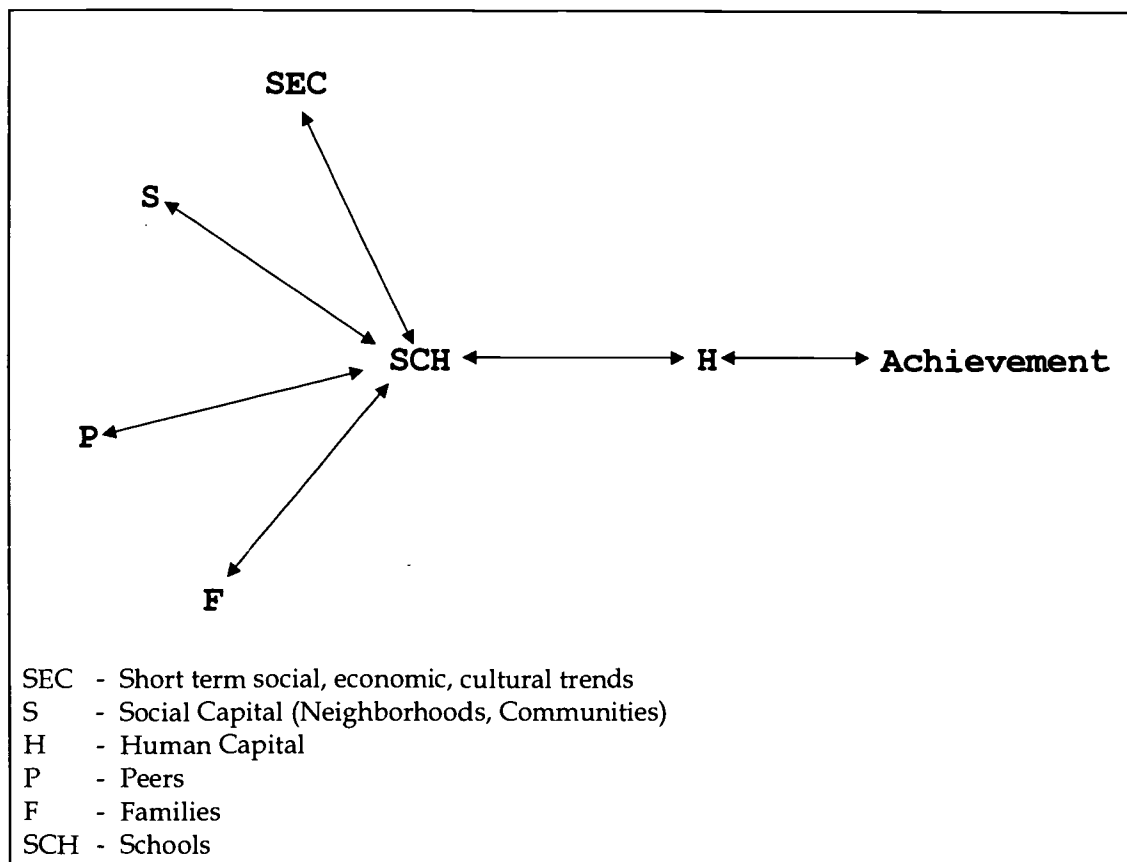 SEC
S
SCH H Achievement
P
F
SEC - Short term social, economic, cultural trends
S - Social Capital (Neighborhoods, Communities)
H - Human Capital
P - Peers
F - Families
SCH - Schools